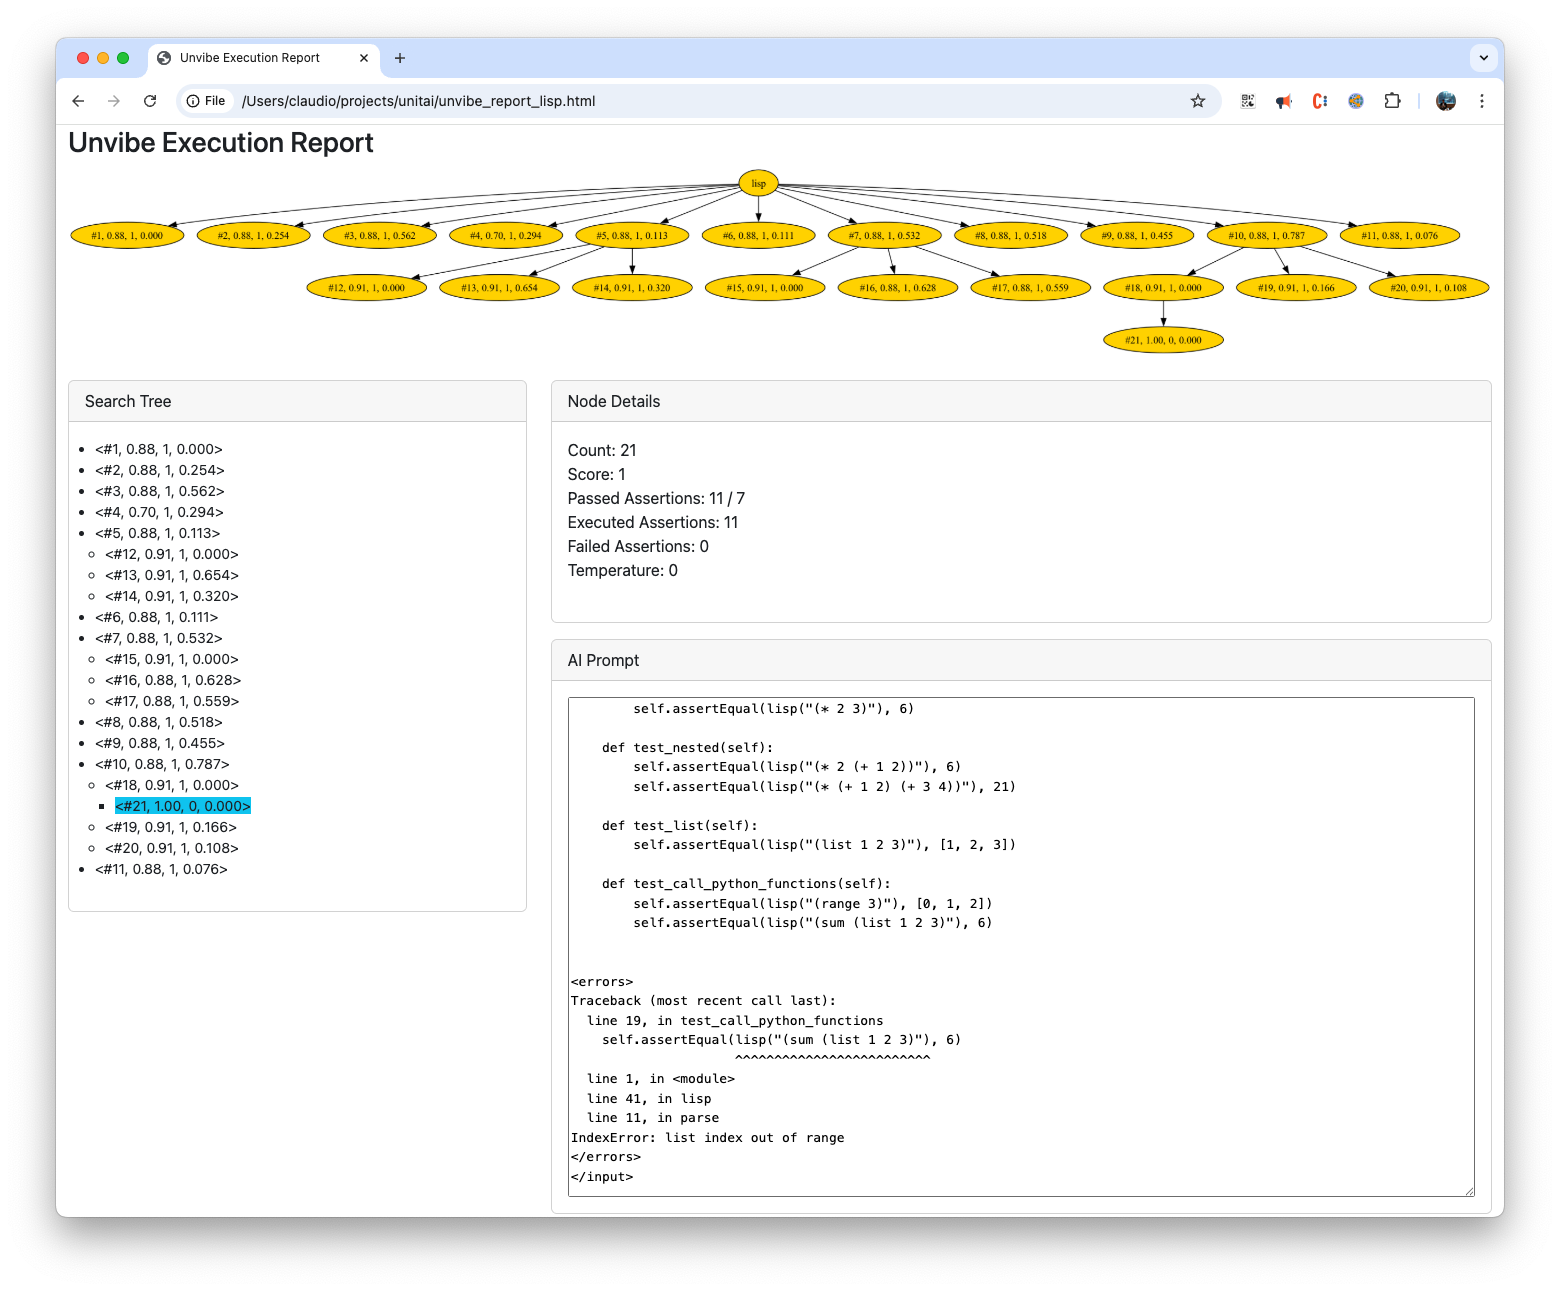 Unvibe Execution Report
File /Users/claudio/projects/unitai/unvibe_report_lisp.html
Unvibe Execution Report
lisp
#1, 0.88, 1, 0.000 #2, 0.88, 1, 0.254 #3, 0.88, 1, 0.562 #4, 0.70, 1, 0.294 #5, 0.88, 1, 0.113 #6, 0.88, 1, 0.111 #7, 0.88, 1, 0.532 #8, 0.88, 1, 0.518 #9, 0.88, 1, 0.455 #10, 0.88, 1, 0.787 #11, 0.88, 1, 0.076
#12, 0.91, 1, 0.000 #13, 0.91, 1, 0.654 #14, 0.91, 1, 0.320 #15, 0.91, 1, 0.000 #16, 0.88, 1, 0.628 #17, 0.88, 1, 0.559 #18, 0.91, 1, 0.000 #19, 0.91, 1, 0.166 #20, 0.91, 1, 0.108
#21, 1.00, 0, 0.000
Search Tree
<#1, 0.88, 1, 0.000>
<#2, 0.88, 1, 0.254>
<#3, 0.88, 1, 0.562>
<#4, 0.70, 1, 0.294>
<#5, 0.88, 1, 0.113>
<#12, 0.91, 1, 0.000>
<#13, 0.91, 1, 0.654>
<#14, 0.91, 1, 0.320>
<#6, 0.88, 1, 0.111>
<#7, 0.88, 1, 0.532>
<#15, 0.91, 1, 0.000>
<#16, 0.88, 1, 0.628>
<#17, 0.88, 1, 0.559>
<#8, 0.88, 1, 0.518>
<#9, 0.88, 1, 0.455>
<#10, 0.88, 1, 0.787>
<#18, 0.91, 1, 0.000>
<#21, 1.00, 0, 0.000>
<#19, 0.91, 1, 0.166>
<#20, 0.91, 1, 0.108>
<#11, 0.88, 1, 0.076>
Node Details
Count: 21
Score: 1
Passed Assertions: 11 / 7
Executed Assertions: 11
Failed Assertions: 0
Temperature: 0
AI Prompt
        self.assertEqual(lisp("(* 2 3)"), 6)
    def test_nested(self):
        self.assertEqual(lisp("(* 2 (+ 1 2))"), 6)
        self.assertEqual(lisp("(* (+ 1 2) (+ 3 4))"), 21)
    def test_list(self):
        self.assertEqual(lisp("(list 1 2 3)"), [1, 2, 3])
    def test_call_python_functions(self):
        self.assertEqual(lisp("(range 3)"), [0, 1, 2])
        self.assertEqual(lisp("(sum (list 1 2 3)"), 6)
<errors>
Traceback (most recent call last):
  line 19, in test_call_python_functions
    self.assertEqual(lisp("(sum (list 1 2 3)"), 6)
                     ^^^^^^^^^^^^^^^^^^^^^^^^^
  line 1, in <module>
  line 41, in lisp
  line 11, in parse
IndexError: list index out of range
</errors>
</input>